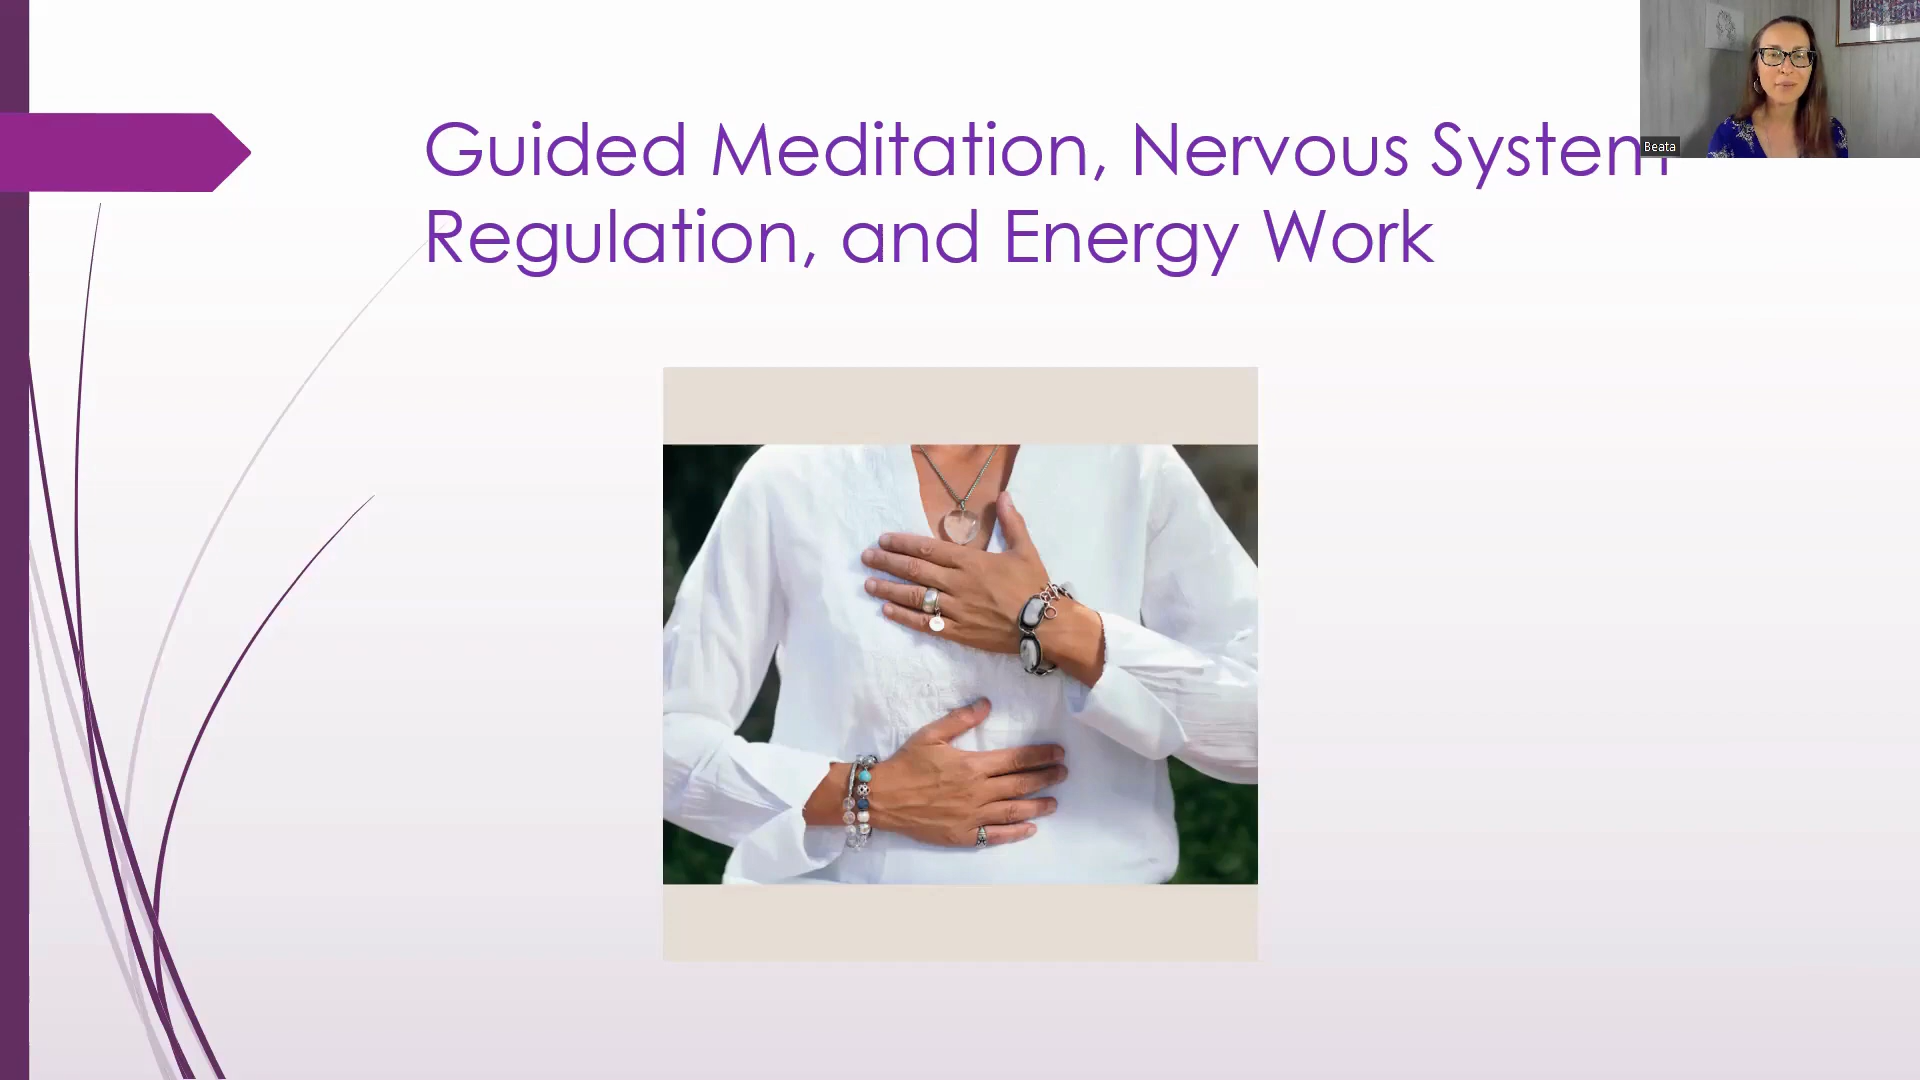 Guided Meditation, Nervous System
Regulation, and Energy Work
Beata